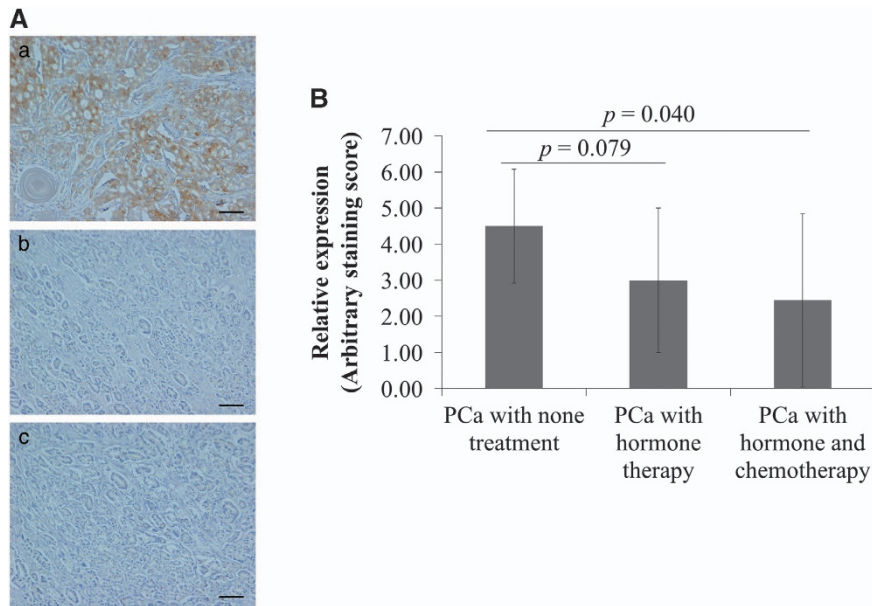 A
a
b
c
B
p = 0.040
p = 0.079
7.00
6.00
5.00
4.00
3.00
2.00
1.00
0.00
Relative expression
(Arbitrary staining score)
PCa with none
treatment
PCa with
hormone
therapy
PCa with
hormone and
chemotherapy